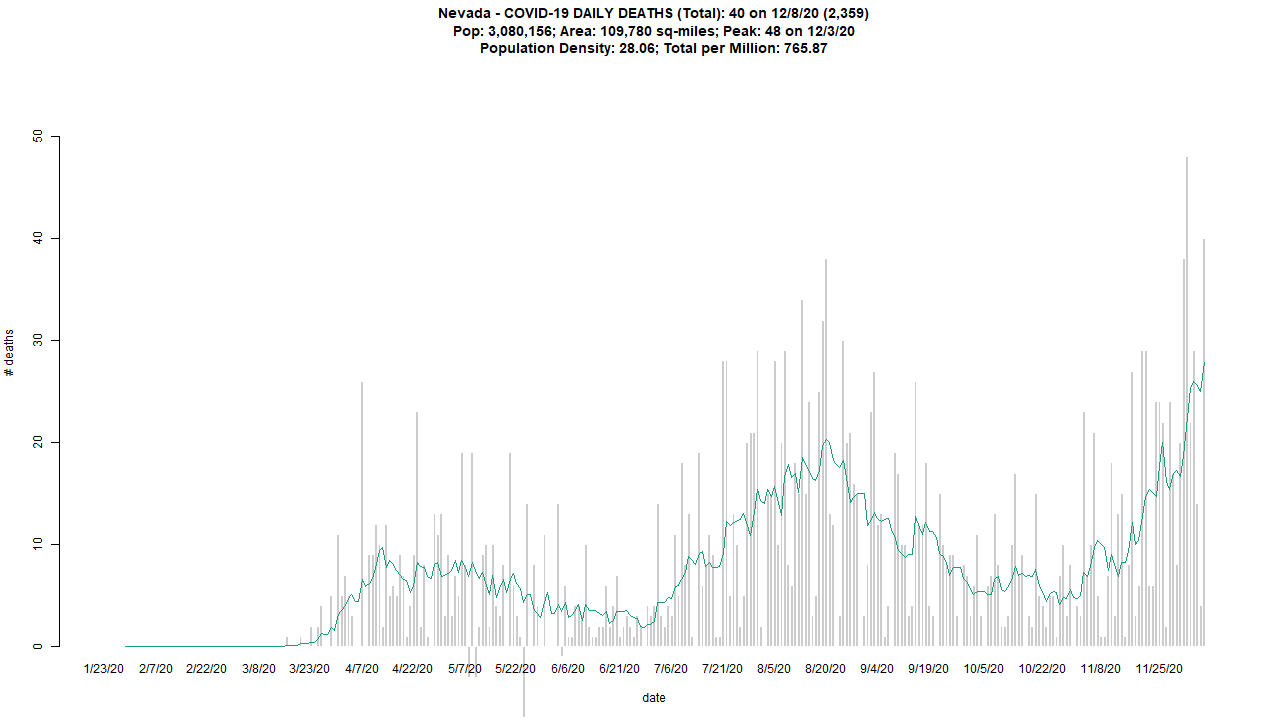 Nevada - COVID-19 DAILY DEATHS (Total): 40 on 12/8/20 (2,359)
Pop: 3,080,156; Area: 109,780 sq-miles; Peak: 48 on 12/3/20
Population Density: 28.06; Total per Million: 765.87
50
40
30
20
10
0
# deaths
1/23/20 2/7/20 2/22/20 3/8/20 3/23/20 4/7/20 4/22/20 5/7/20 5/22/20 6/6/20 6/21/20 7/6/20 7/21/20 8/5/20 8/20/20 9/4/20 9/19/20 10/5/20 10/22/20 11/8/20 11/25/20
date